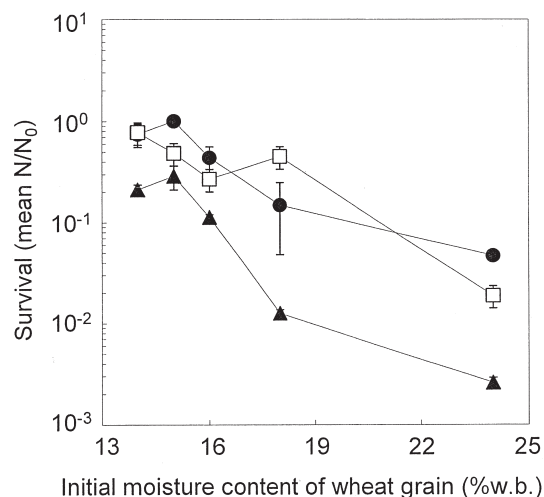 Survival (mean N/N₀)
10¹
10⁰
10⁻¹
10⁻²
10⁻³
13 16 19 22 25
Initial moisture content of wheat grain (%w.b.)